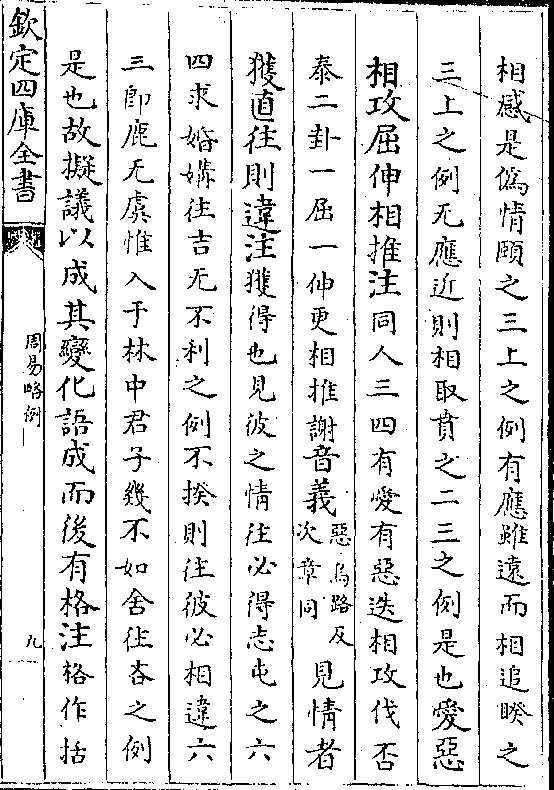 相感是偽情頤之三上之例有應雖遠而相追睽之
三上之例无應近則相取賁之二三之例是也愛惡
相攻屈伸相推注同人三四有愛有惡迭相攻伐否
泰二卦一屈一伸更相推謝音義惡烏路反次章同見情者
獲直往則違注獲得也見彼之情往必得志屯之六
四求婚媾往吉无不利之例不揆則往彼必相違六
三即鹿无虞惟入于林中君子幾不如舍往吝之例
是也故擬議以成其變化語成而後有格注格作括
欽定四庫全書
周易略例
九